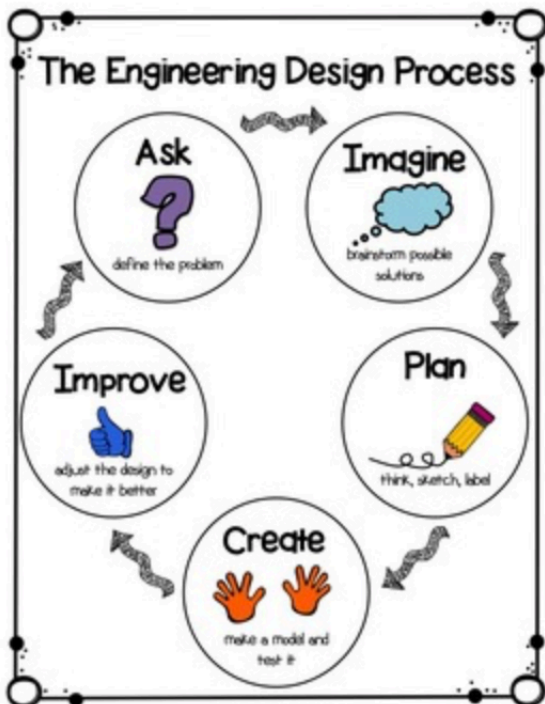 The Engineering Design Process
Ask
define the problem
Imagine
brainstorm possible
solutions
Plan
think, sketch, label
Create
make a model and
test it
Improve
adjust the design to
make it better